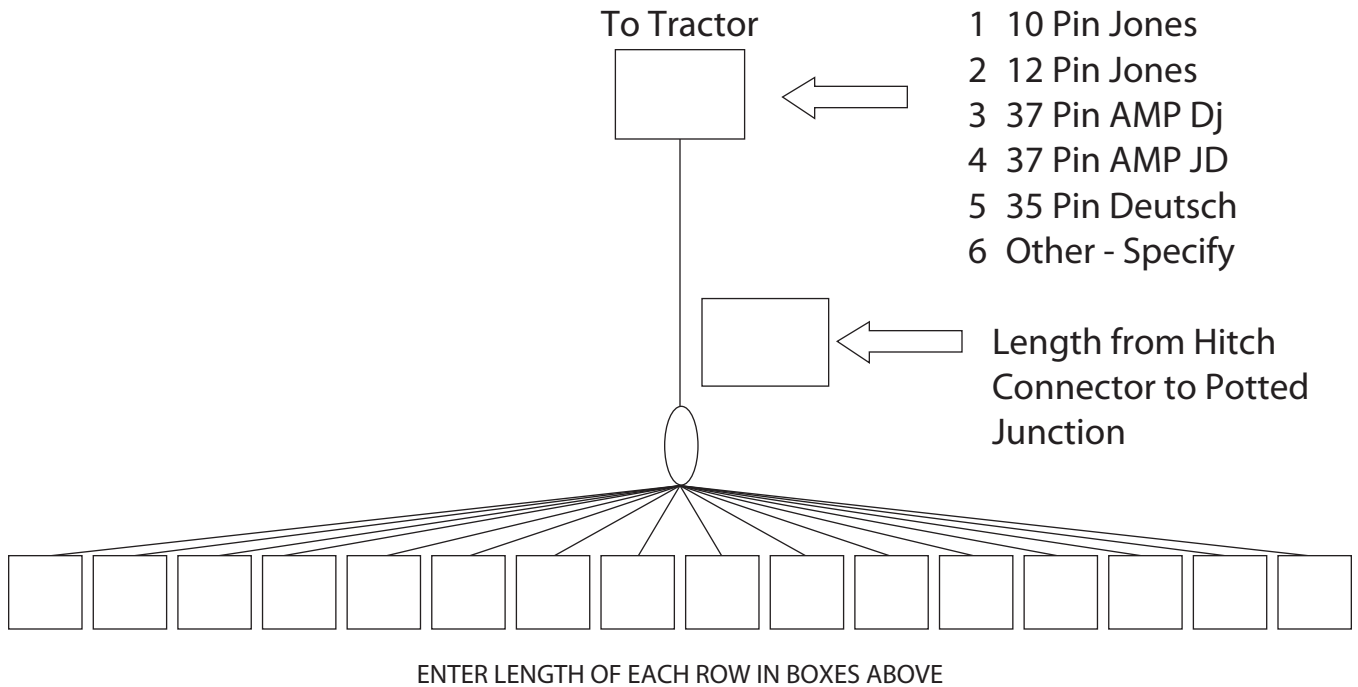 To Tractor
1 10 Pin Jones
2 12 Pin Jones
3 37 Pin AMP Dj
4 37 Pin AMP JD
5 35 Pin Deutsch
6 Other - Specify
Length from Hitch
Connector to Potted
Junction
ENTER LENGTH OF EACH ROW IN BOXES ABOVE